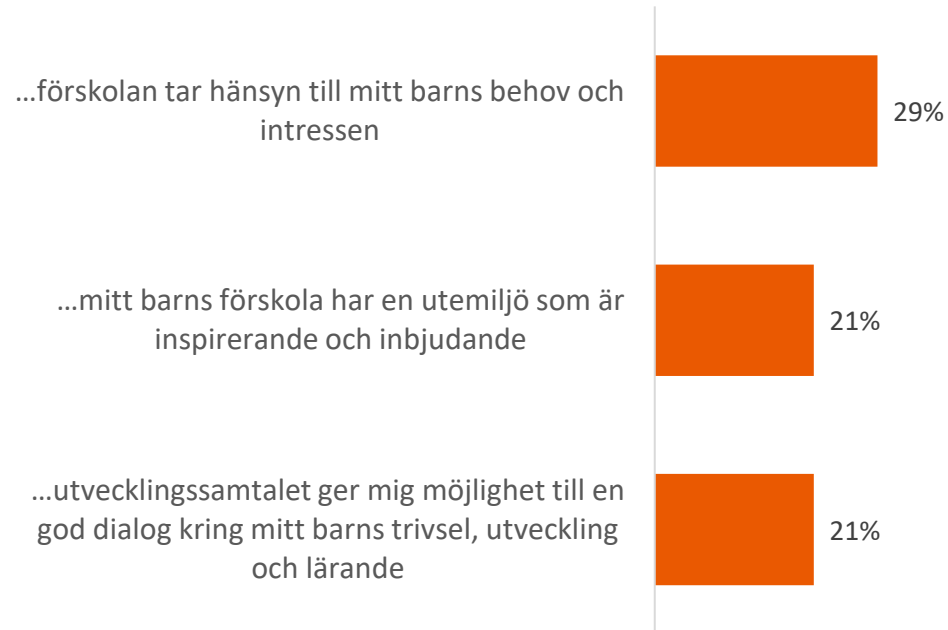 …förskolan tar hänsyn till mitt barns behov och
intressen
29%
…mitt barns förskola har en utemiljö som är
inspirerande och inbjudande
21%
…utvecklingssamtalet ger mig möjlighet till en
god dialog kring mitt barns trivsel, utveckling
och lärande
21%